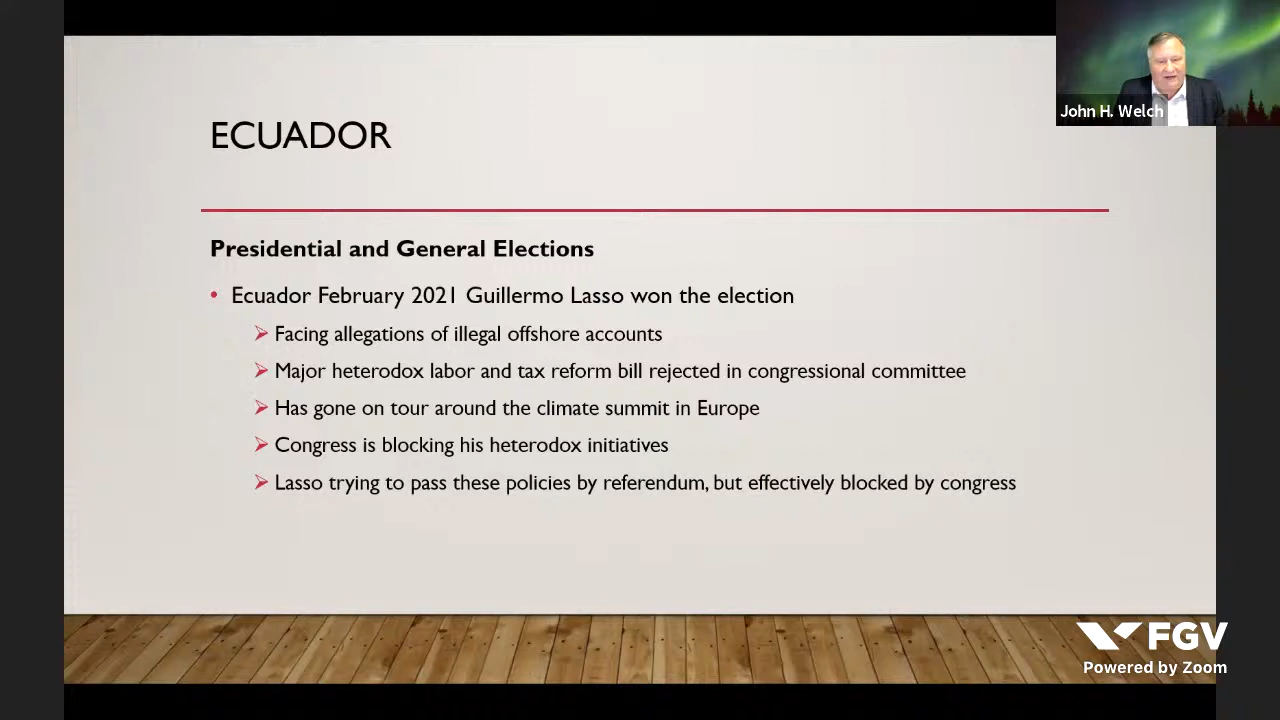 John H. Welch
ECUADOR
Presidential and General Elections
• Ecuador February 2021 Guillermo Lasso won the election
➢ Facing allegations of illegal offshore accounts
➢ Major heterodox labor and tax reform bill rejected in congressional committee
➢ Has gone on tour around the climate summit in Europe
➢ Congress is blocking his heterodox initiatives
➢ Lasso trying to pass these policies by referendum, but effectively blocked by congress
FGV
Powered by Zoom